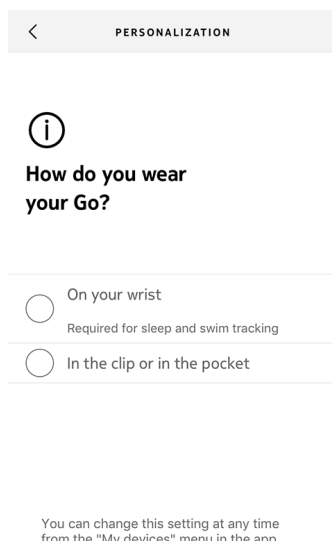 PERSONALIZATION
How do you wear
your Go?
On your wrist
Required for sleep and swim tracking
In the clip or in the pocket
You can change this setting at any time
from the "My devices" menu in the app